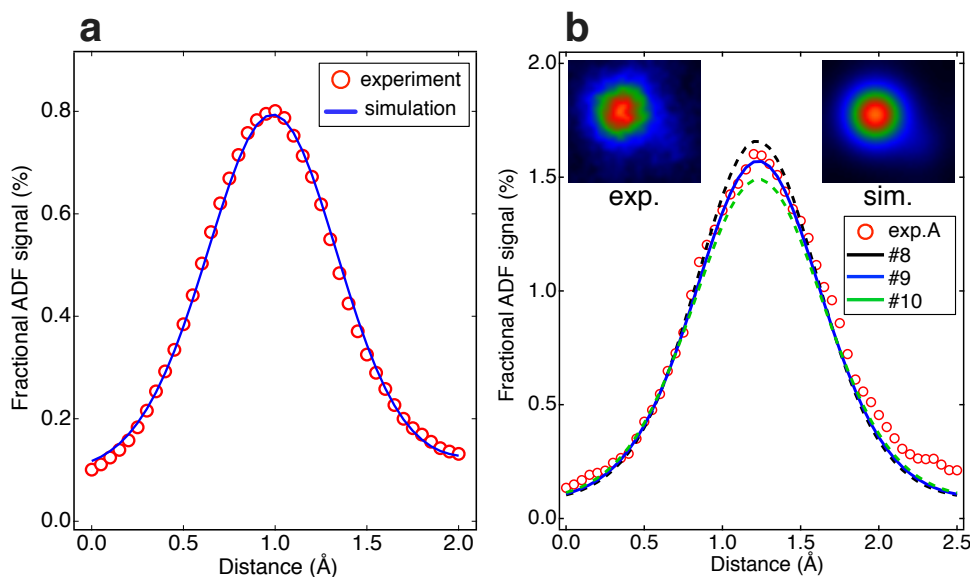 a
experiment
simulation
Fractional ADF signal (%)
0.8
0.6
0.4
0.2
0.0
0.0 0.5 1.0 1.5 2.0
Distance (Å)
b
exp.
sim.
exp.A
#8
#9
#10
Fractional ADF signal (%)
2.0
1.5
1.0
0.5
0.0
0.0 0.5 1.0 1.5 2.0 2.5
Distance (Å)